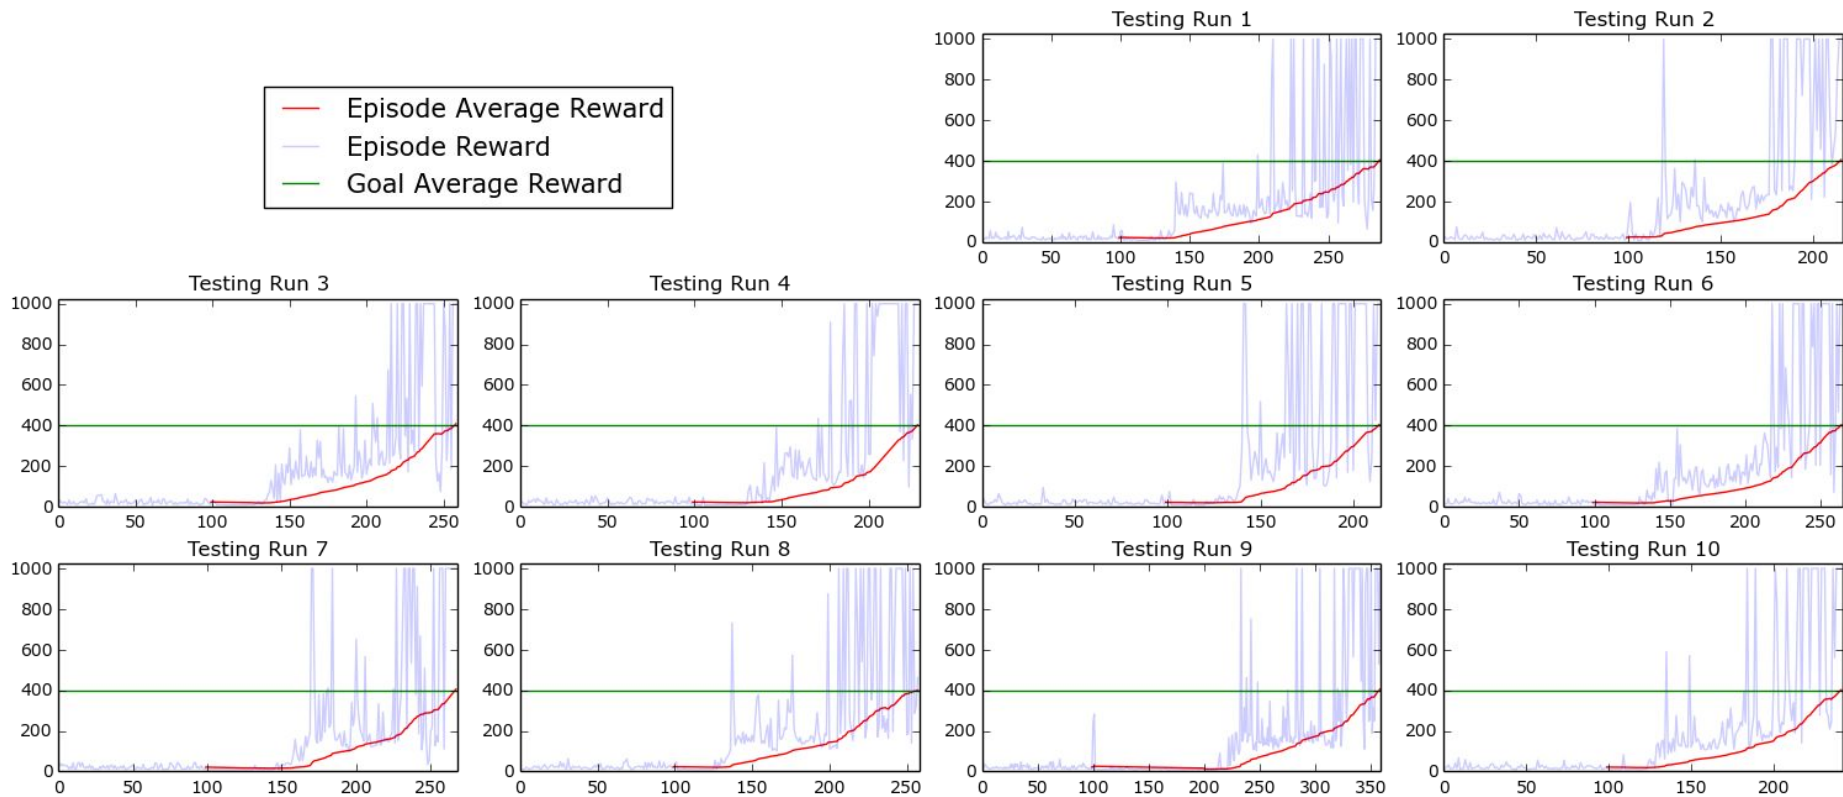 Episode Average Reward
Episode Reward
Goal Average Reward
Testing Run 1
1000
800
600
400
200
0
0 50 100 150 200 250
Testing Run 2
1000
800
600
400
200
0
0 50 100 150 200
Testing Run 3
1000
800
600
400
200
0
0 50 100 150 200 250
Testing Run 4
1000
800
600
400
200
0
0 50 100 150 200
Testing Run 5
1000
800
600
400
200
0
0 50 100 150 200
Testing Run 6
1000
800
600
400
200
0
0 50 100 150 200 250
Testing Run 7
1000
800
600
400
200
0
0 50 100 150 200 250
Testing Run 8
1000
800
600
400
200
0
0 50 100 150 200 250
Testing Run 9
1000
800
600
400
200
0
0 50 100 150 200 250 300 350
Testing Run 10
1000
800
600
400
200
0
0 50 100 150 200